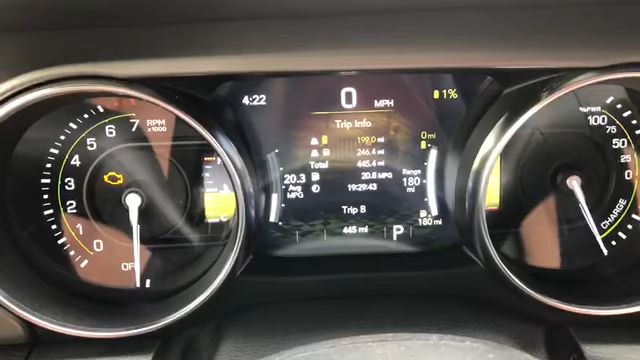 4:22
0 MPH
1%
Trip Info
199.0 mi
246.4 mi
Total 445.4 mi
20.8 MPG
19:29:43
20.3
Avg
MPG
0 mi
Range
180
mi
180 mi
Trip B
445 mi
P
7
6
5
4
3
2
1
0
OFF
RPM
x1000
%PWR
100
75
50
25
0
CHARGE